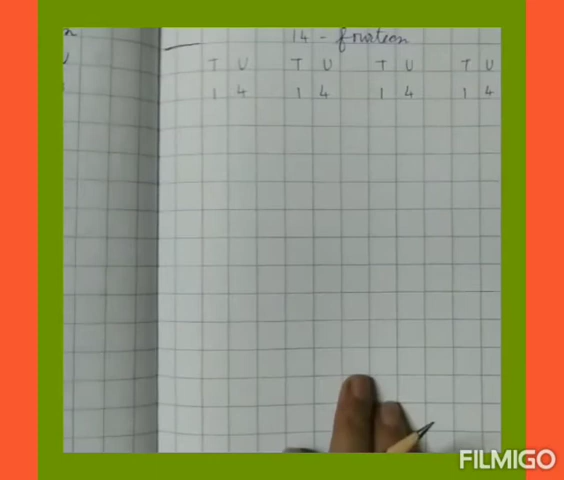 14 - fourteen
T U T U T U T U
1 4 1 4 1 4 1 4
FILMIGO